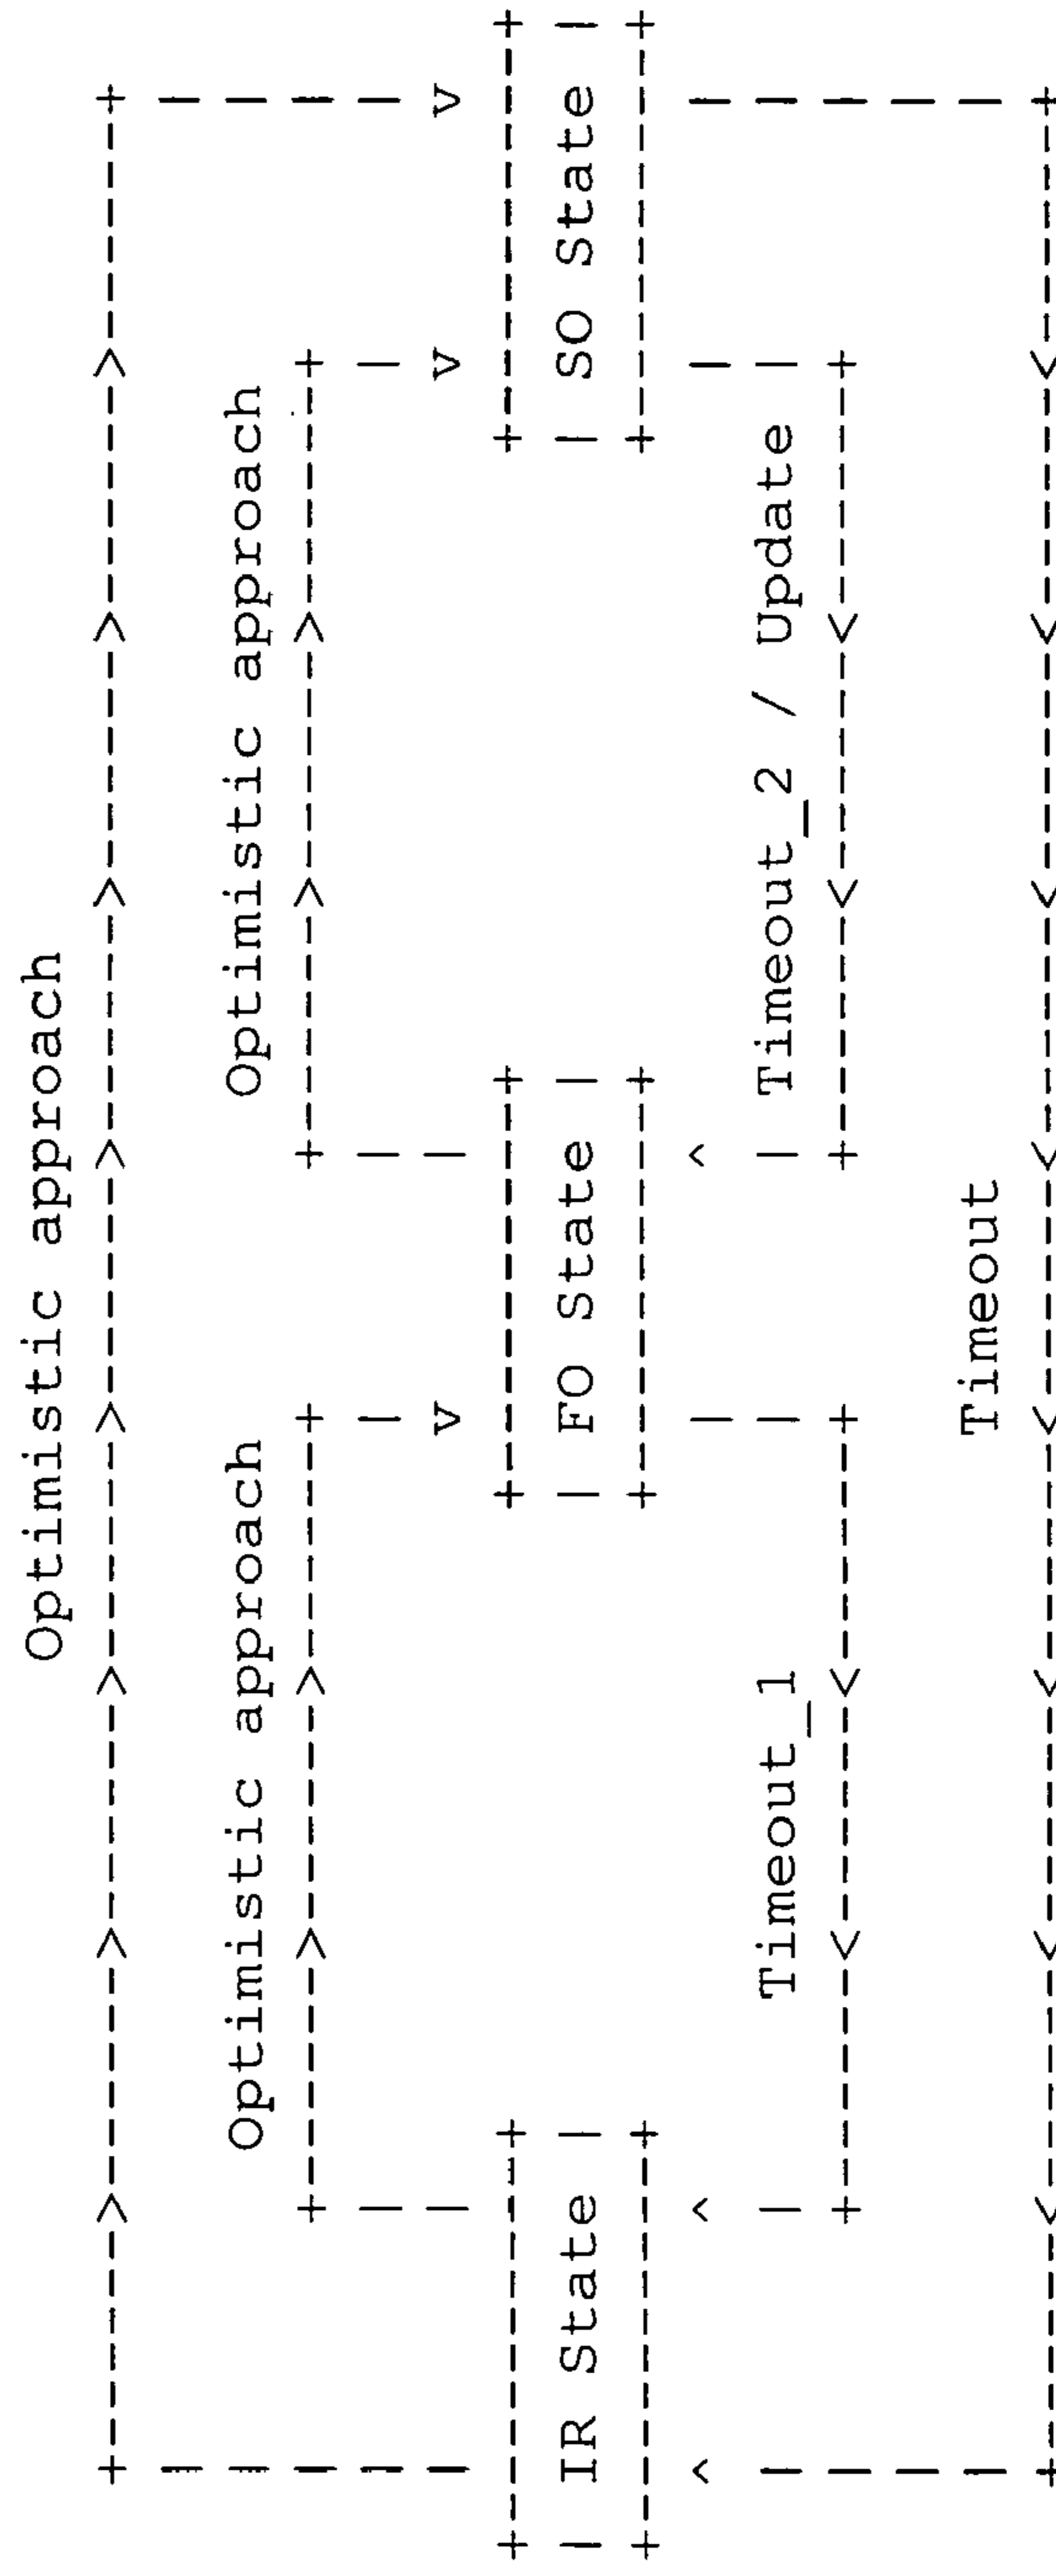 Optimistic approach
Optimistic approach Optimistic approach
| IR State | | FO State | | SO State |
Timeout_1 Timeout_2 / Update
Timeout